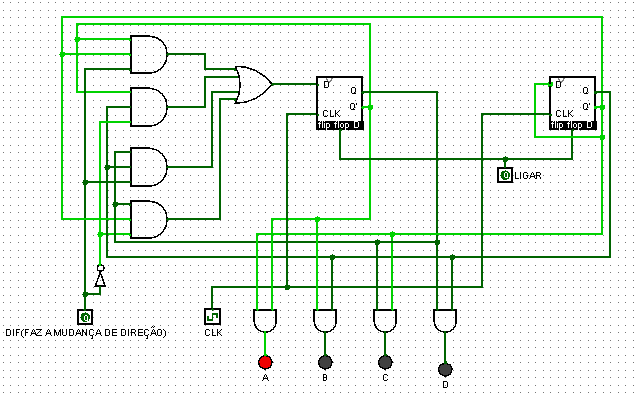 D Q
Q'
CLK
flip flop D
D Q
CLK Q'
flip flop D
0 LIGAR
0
DIF(FAZ A MUDANÇA DE DIREÇÃO)
CLK
A
B
C
D